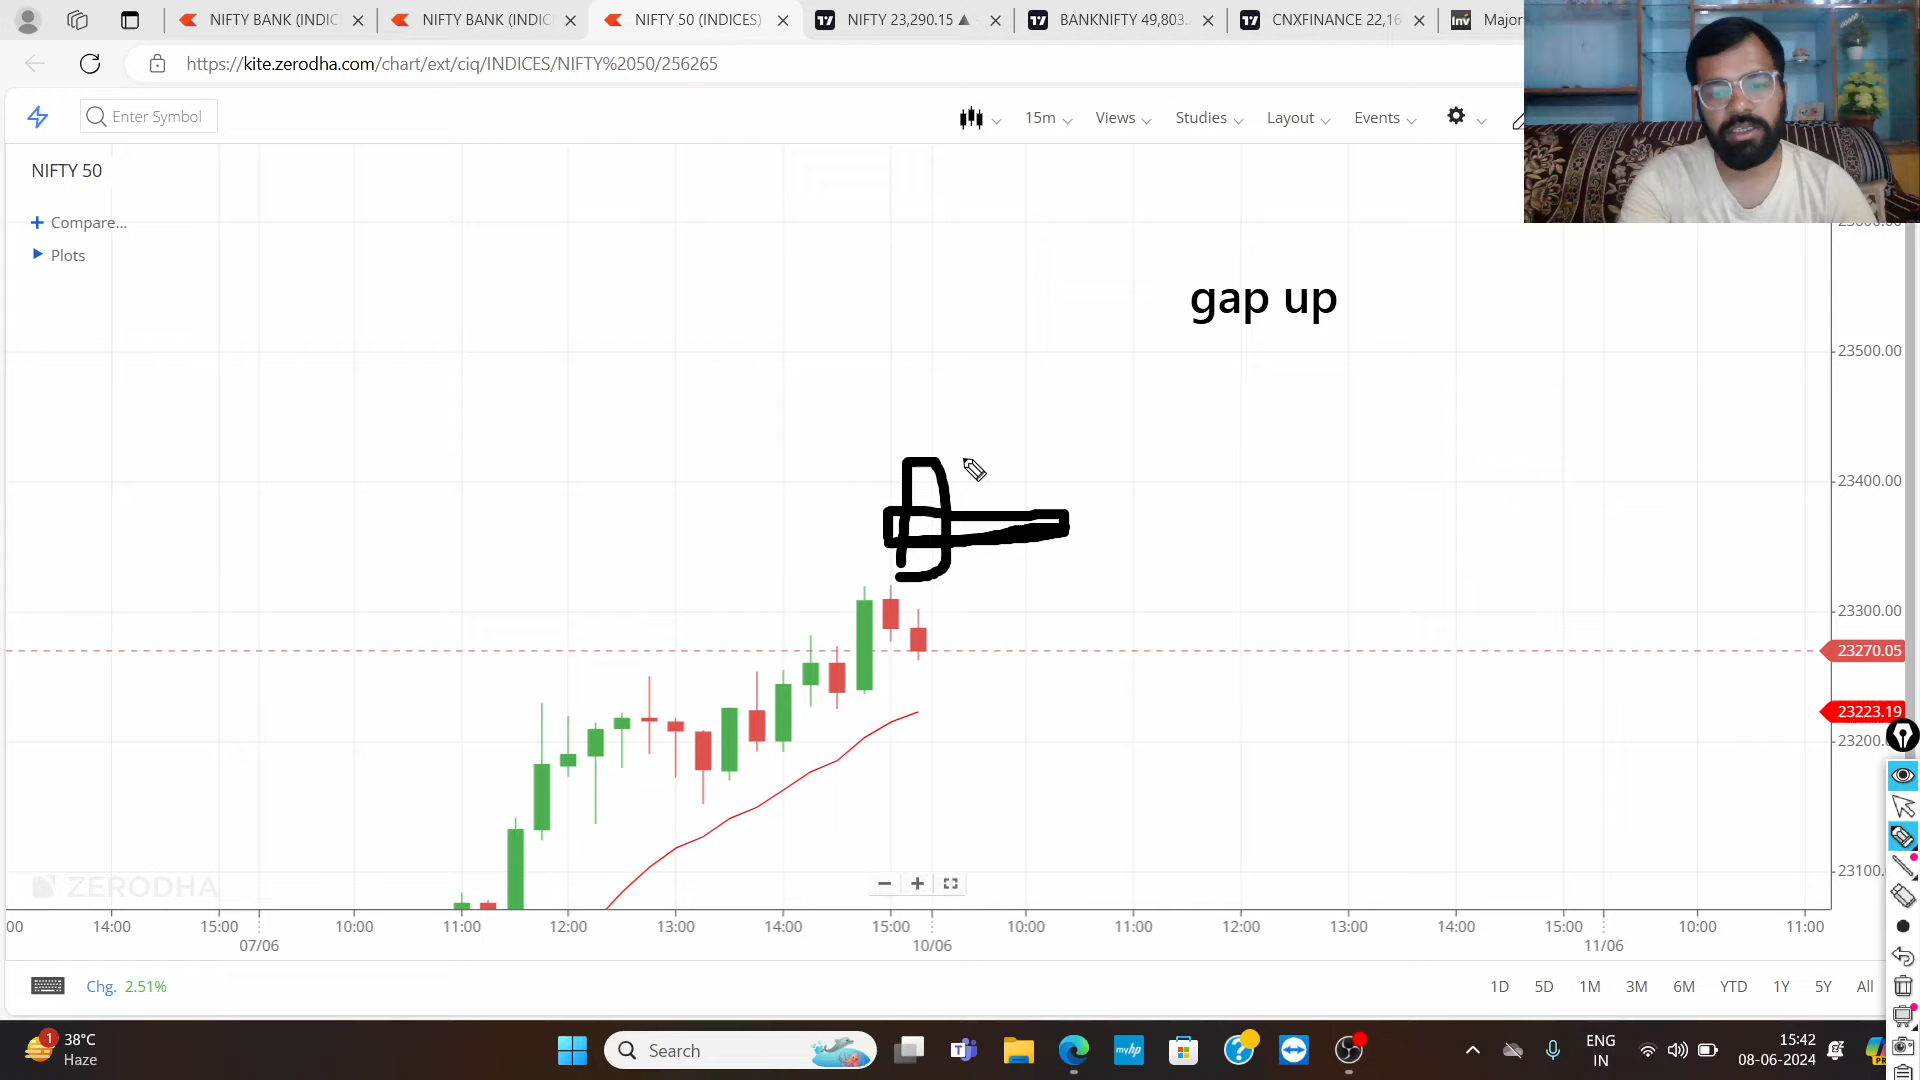 NIFTY BANK (INDIC
NIFTY BANK (INDIC
NIFTY 50 (INDICES)
NIFTY 23,290.15 ▲
BANKNIFTY 49,803.
CNXFINANCE 22,16
Major
https://kite.zerodha.com/chart/ext/ciq/INDICES/NIFTY%2050/256265
Enter Symbol
15m
Views
Studies
Layout
Events
NIFTY 50
+ Compare...
Plots
gap up
23500.00
23400.00
23300.00
23270.05
23223.19
23200.
23100.
ZERODHA
14:00 15:00 10:00 11:00 12:00 13:00 14:00 15:00 10:00 11:00 12:00 13:00 14:00 15:00 10:00 11:00
07/06 10/06 11/06
Chg. 2.51%
1D 5D 1M 3M 6M YTD 1Y 5Y All
1
38°C
Haze
Search
myhp
ENG
IN
15:42
08-06-2024